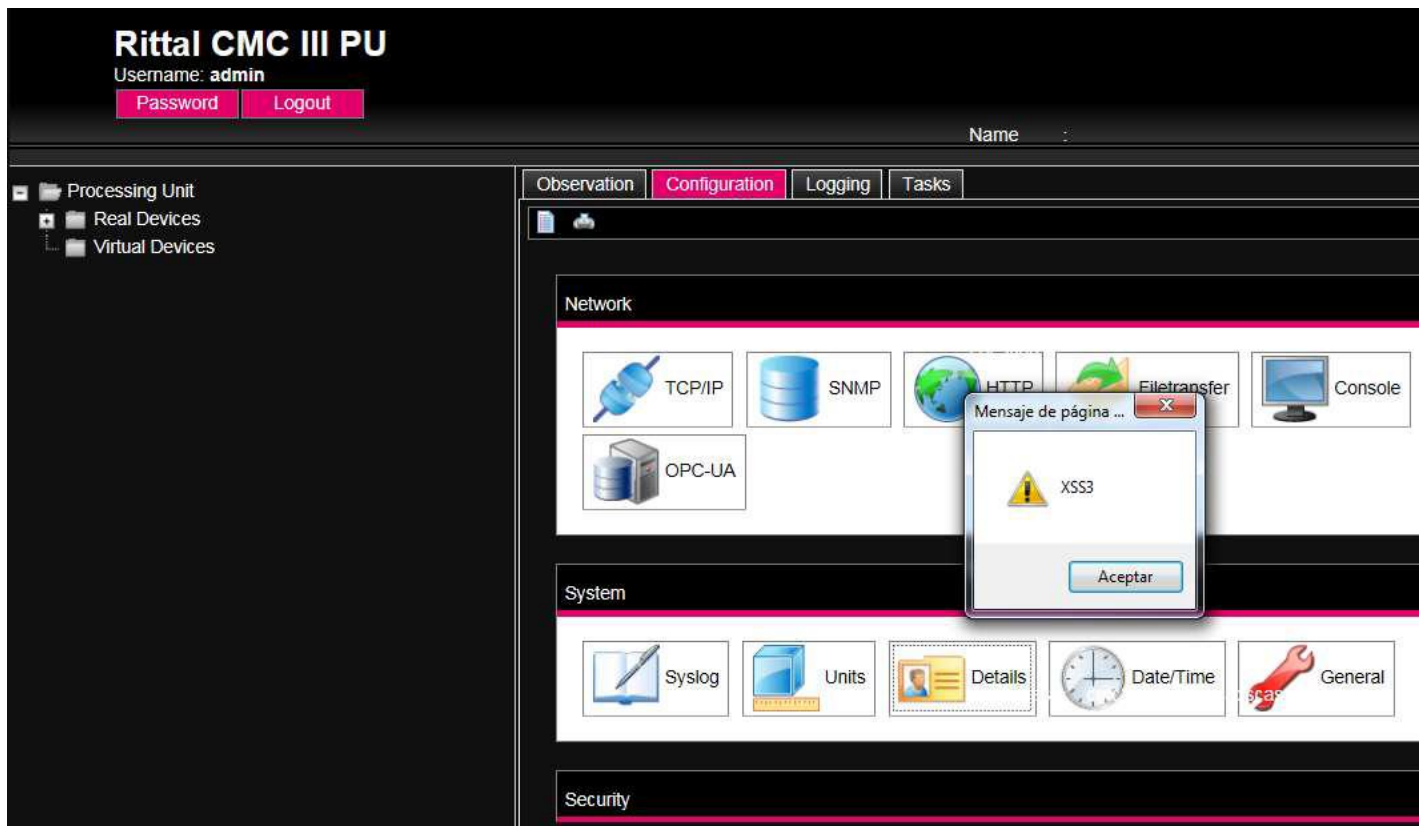 Rittal CMC III PU
Username: admin
Password Logout
Name :
Processing Unit
Real Devices
Virtual Devices
Observation Configuration Logging Tasks
Network
TCP/IP SNMP HTTP Filetransfer Console
OPC-UA
Mensaje de página ...
XSS3
Aceptar
System
Syslog Units Details Date/Time General
Security